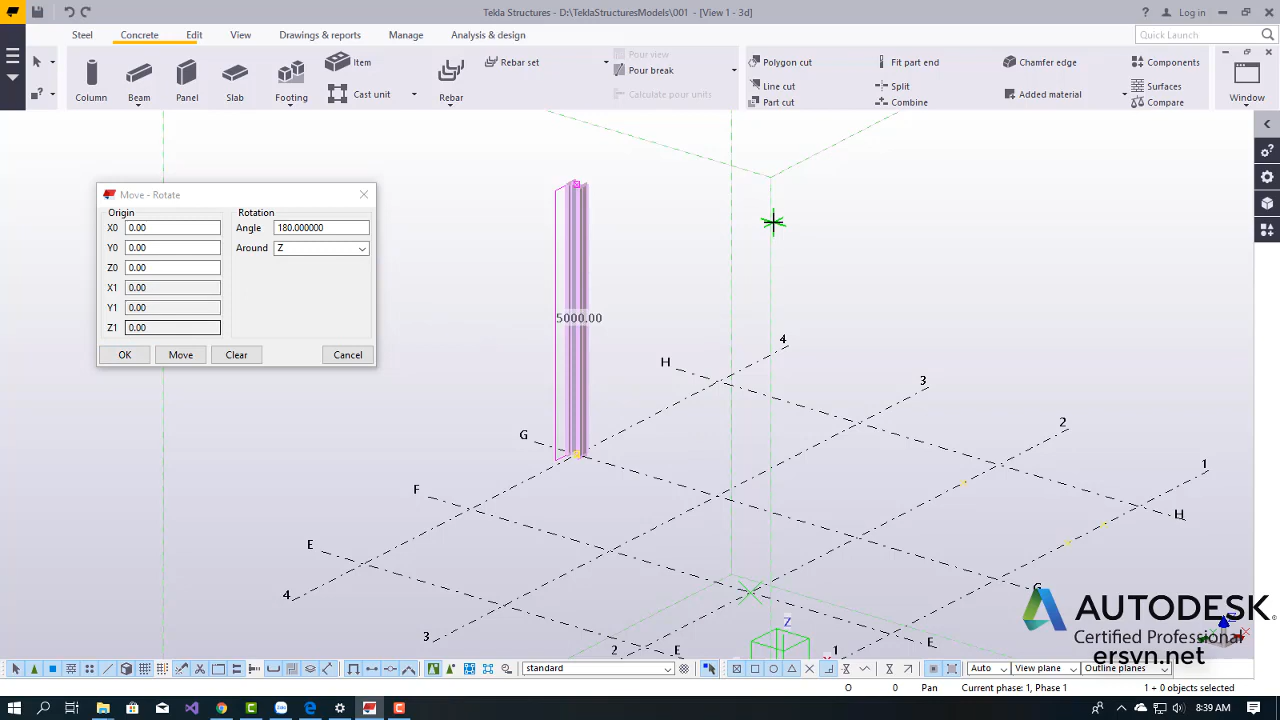 Tekla Structures - D:\TeklaStructuresModels\001 - [View 1 - 3d]
Log in
Steel
Concrete
Edit
View
Drawings & reports
Manage
Analysis & design
Quick Launch
Column
Beam
Panel
Slab
Footing
Item
Cast unit
Rebar
Rebar set
Pour view
Pour break
Calculate pour units
Polygon cut
Line cut
Part cut
Fit part end
Split
Combine
Chamfer edge
Added material
Components
Surfaces
Compare
Window
Move - Rotate
Origin
X0 0.00
Y0 0.00
Z0 0.00
X1 0.00
Y1 0.00
Z1 0.00
Rotation
Angle 180.000000
Around Z
OK
Move
Clear
Cancel
5000.00
4
H
3
2
G
1
F
H
E
G
4
Z
3
E
2
1
E
AUTODESK
Certified Professional
ersvn.net
standard
Auto
View plane
Outline planes
O
0
Pan
Current phase: 1, Phase 1
1 + 0 objects selected
8:39 AM